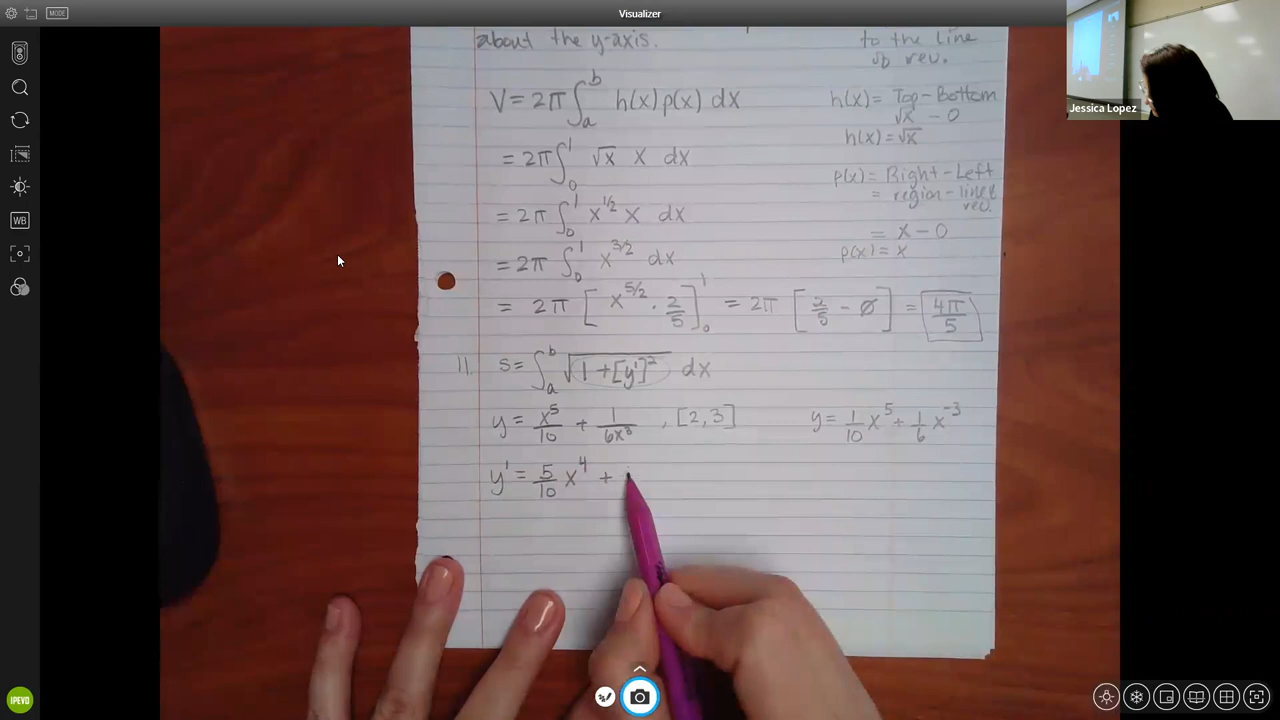 MODE
Visualizer
about the y-axis.
to the line
of rev.
V = 2π ∫_a^b h(x) p(x) dx
h(x) = Top - Bottom
√x - 0
h(x) = √x
= 2π ∫_0^1 √x x dx
p(x) = Right - Left
= region - line of
rev.
= 2π ∫_0^1 x^{1/2} x dx
= x - 0
p(x) = x
= 2π ∫_0^1 x^{3/2} dx
= 2π [ x^{5/2} · 2/5 ]_0^1 = 2π [ 2/5 - 0 ] = 4π/5
11. s = ∫_a^b √(1 + [y']^2) dx
y = x^5/10 + 1/6x^3 , [2, 3]
y = 1/10 x^5 + 1/6 x^{-3}
y' = 5/10 x^4 +
Jessica Lopez
WB
IPEVO